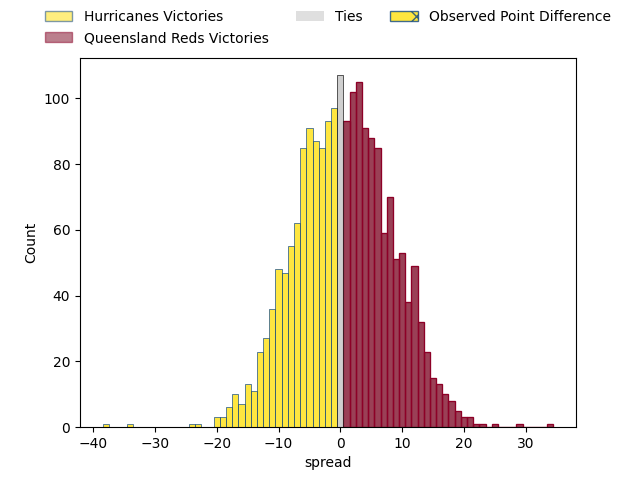 Hurricanes Victories
Queensland Reds Victories
Ties
Observed Point Difference
Count
100
80
60
40
20
0
−40 −30 −20 −10 0 10 20 30
spread